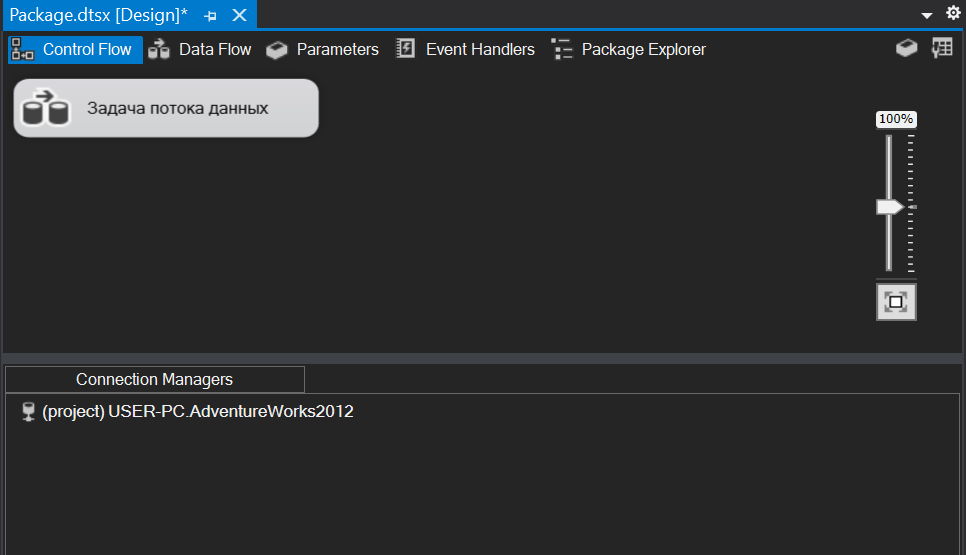 Package.dtsx [Design]*
Control Flow Data Flow Parameters Event Handlers Package Explorer
Задача потока данных
100%
Connection Managers
(project) USER-PC.AdventureWorks2012